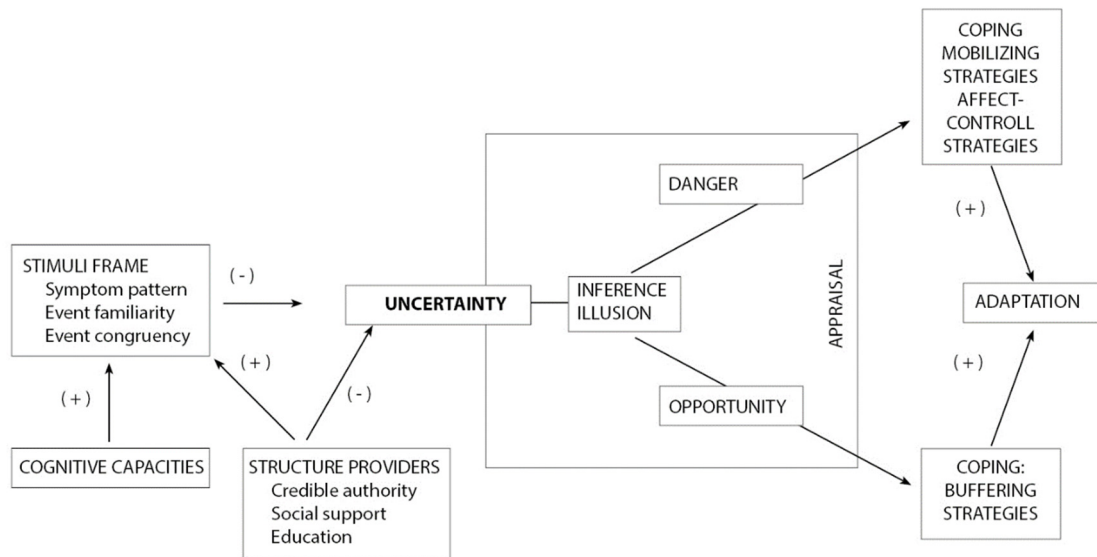 STIMULI FRAME
Symptom pattern
Event familiarity
Event congruency
(-)
(+)
COGNITIVE CAPACITIES
(+)
STRUCTURE PROVIDERS
Credible authority
Social support
Education
(-)
UNCERTAINTY
INFERENCE
ILLUSION
DANGER
OPPORTUNITY
APPRAISAL
COPING
MOBILIZING
STRATEGIES
AFFECT-
CONTROLL
STRATEGIES
(+)
ADAPTATION
(+)
COPING:
BUFFERING
STRATEGIES